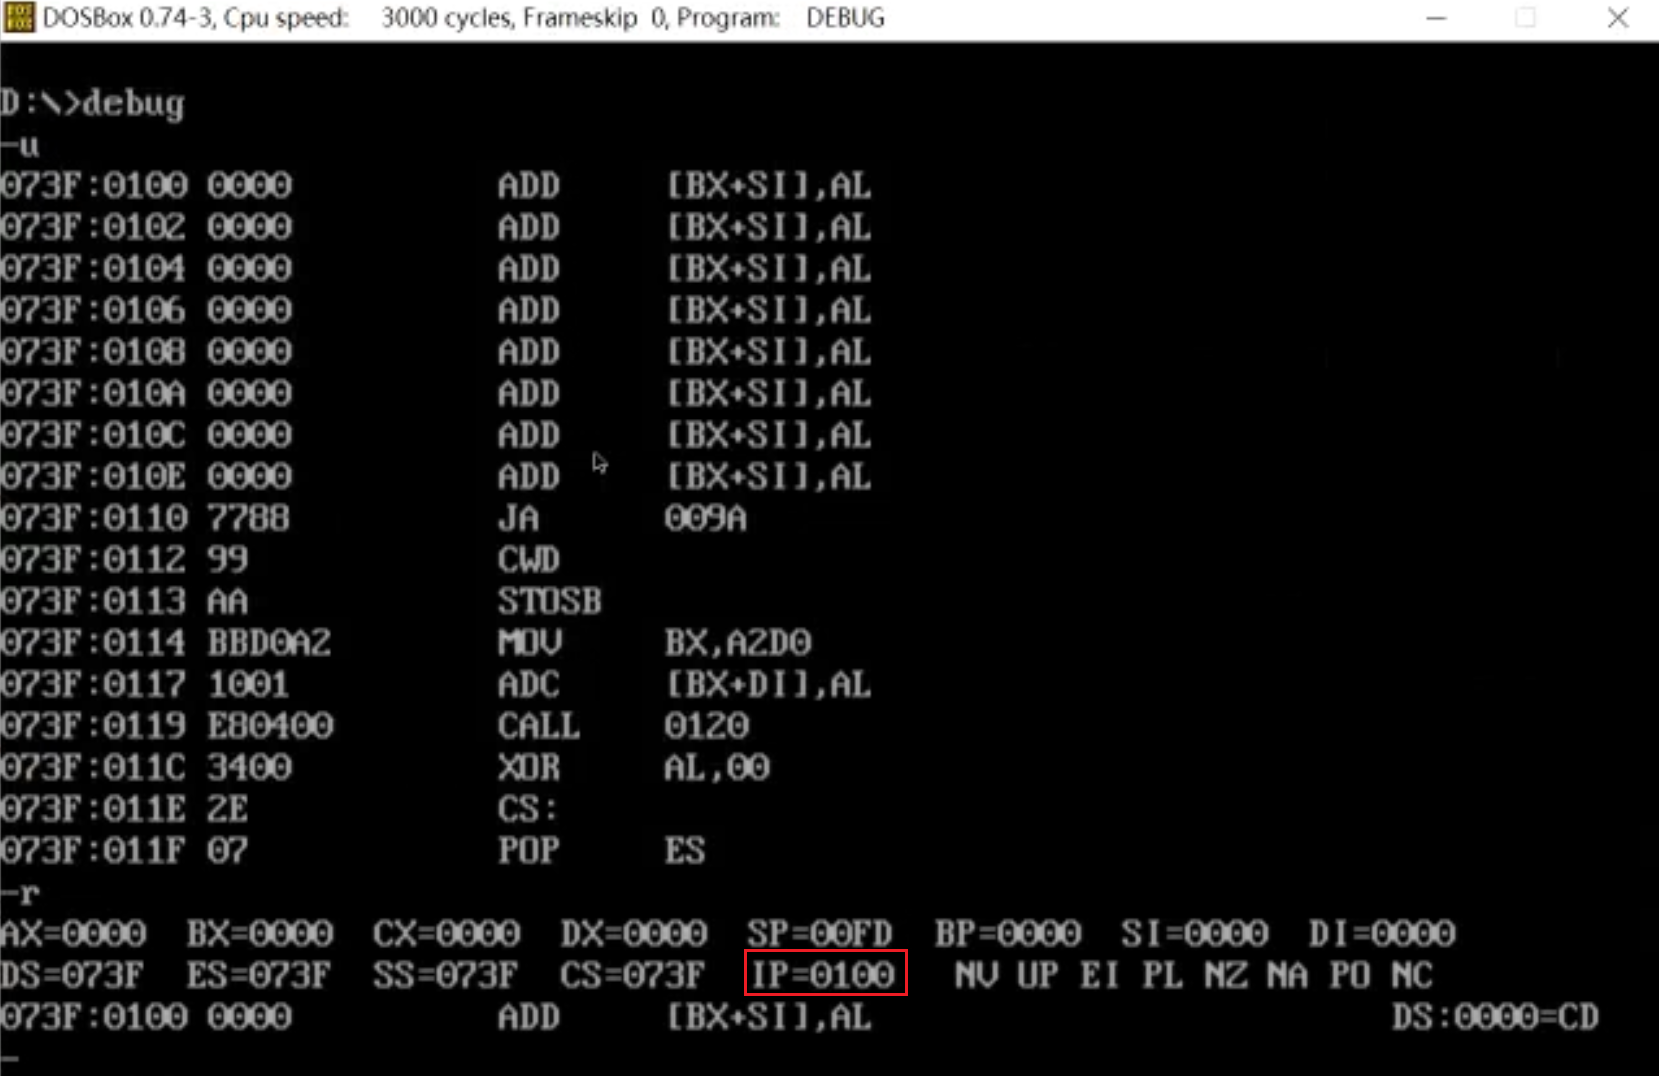 DOSBox 0.74-3, Cpu speed: 3000 cycles, Frameskip 0, Program: DEBUG
D:\>debug
-u
073F:0100 0000 ADD [BX+SI],AL
073F:0102 0000 ADD [BX+SI],AL
073F:0104 0000 ADD [BX+SI],AL
073F:0106 0000 ADD [BX+SI],AL
073F:0108 0000 ADD [BX+SI],AL
073F:010A 0000 ADD [BX+SI],AL
073F:010C 0000 ADD [BX+SI],AL
073F:010E 0000 ADD [BX+SI],AL
073F:0110 7788 JA 009A
073F:0112 99 CWD
073F:0113 AA STOSB
073F:0114 BBD0A2 MOV BX,A2D0
073F:0117 1001 ADC [BX+DI],AL
073F:0119 E80400 CALL 0120
073F:011C 3400 XOR AL,00
073F:011E 2E CS:
073F:011F 07 POP ES
-r
AX=0000 BX=0000 CX=0000 DX=0000 SP=00FD BP=0000 SI=0000 DI=0000
DS=073F ES=073F SS=073F CS=073F IP=0100 NV UP EI PL NZ NA PO NC
073F:0100 0000 ADD [BX+SI],AL DS:0000=CD
-